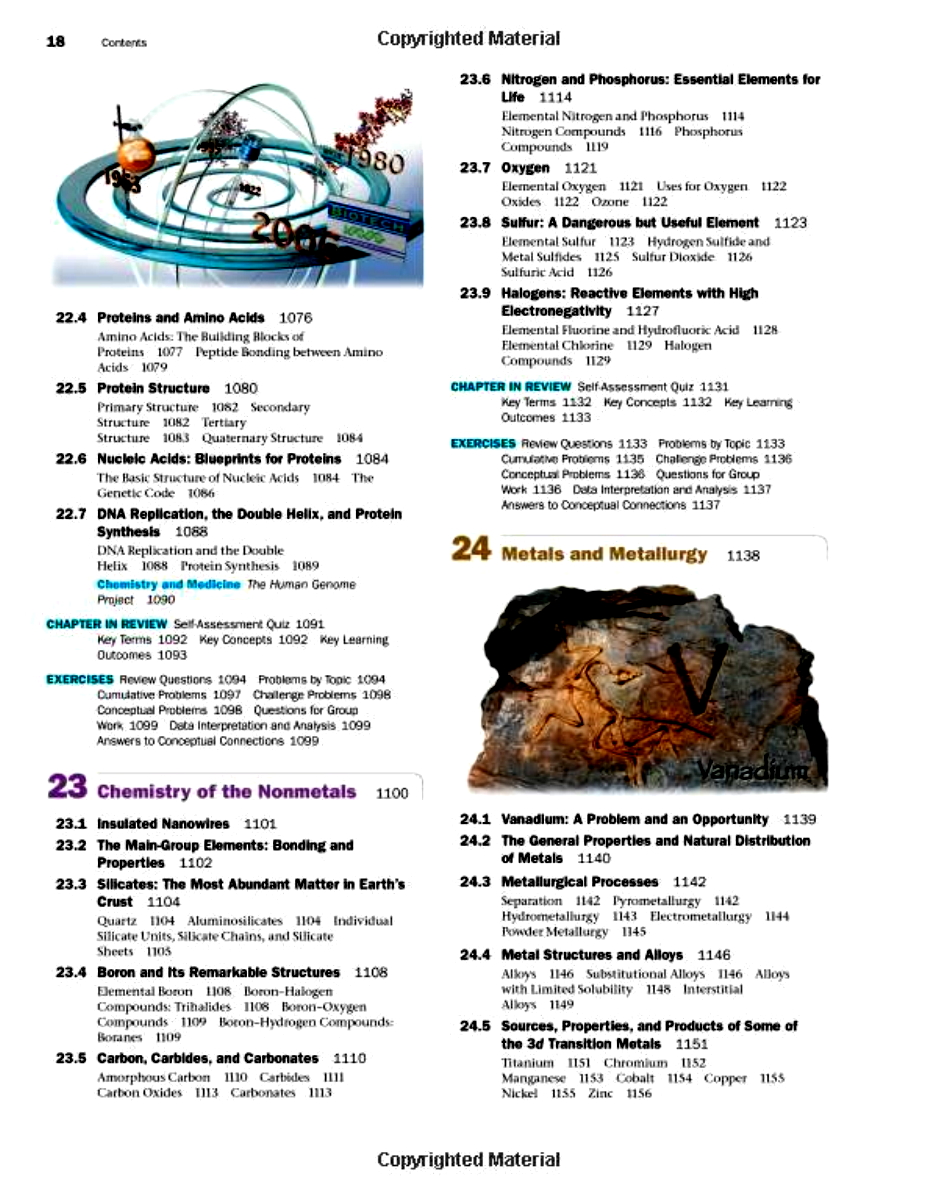 18 Contents
Copyrighted Material
1953
1980
1922
BIOTECH
22.4 Proteins and Amino Acids 1076
Amino Acids: The Building Blocks of
Proteins 1077 Peptide Bonding between Amino
Acids 1079
22.5 Protein Structure 1080
Primary Structure 1082 Secondary
Structure 1082 Tertiary
Structure 1083 Quaternary Structure 1084
22.6 Nucleic Acids: Blueprints for Proteins 1084
The Basic Structure of Nucleic Acids 1084 The
Genetic Code 1086
22.7 DNA Replication, the Double Helix, and Protein
Synthesis 1088
DNA Replication and the Double
Helix 1088 Protein Synthesis 1089
Chemistry and Medicine The Human Genome
Project 1090
CHAPTER IN REVIEW Self-Assessment Quiz 1091
Key Terms 1092 Key Concepts 1092 Key Learning
Outcomes 1093
EXERCISES Review Questions 1094 Problems by Topic 1094
Cumulative Problems 1097 Challenge Problems 1098
Conceptual Problems 1098 Questions for Group
Work 1099 Data Interpretation and Analysis 1099
Answers to Conceptual Connections 1099
23 Chemistry of the Nonmetals 1100
23.1 Insulated Nanowires 1101
23.2 The Main-Group Elements: Bonding and
Properties 1102
23.3 Silicates: The Most Abundant Matter in Earth's
Crust 1104
Quartz 1104 Aluminosilicates 1104 Individual
Silicate Units, Silicate Chains, and Silicate
Sheets 1105
23.4 Boron and Its Remarkable Structures 1108
Elemental Boron 1108 Boron–Halogen
Compounds: Trihalides 1108 Boron–Oxygen
Compounds 1109 Boron–Hydrogen Compounds:
Boranes 1109
23.5 Carbon, Carbides, and Carbonates 1110
Amorphous Carbon 1110 Carbides 1111
Carbon Oxides 1113 Carbonates 1113
23.6 Nitrogen and Phosphorus: Essential Elements for
Life 1114
Elemental Nitrogen and Phosphorus 1114
Nitrogen Compounds 1116 Phosphorus
Compounds 1119
23.7 Oxygen 1121
Elemental Oxygen 1121 Uses for Oxygen 1122
Oxides 1122 Ozone 1122
23.8 Sulfur: A Dangerous but Useful Element 1123
Elemental Sulfur 1123 Hydrogen Sulfide and
Metal Sulfides 1125 Sulfur Dioxide 1126
Sulfuric Acid 1126
23.9 Halogens: Reactive Elements with High
Electronegativity 1127
Elemental Fluorine and Hydrofluoric Acid 1128
Elemental Chlorine 1129 Halogen
Compounds 1129
CHAPTER IN REVIEW Self-Assessment Quiz 1131
Key Terms 1132 Key Concepts 1132 Key Learning
Outcomes 1133
EXERCISES Review Questions 1133 Problems by Topic 1133
Cumulative Problems 1135 Challenge Problems 1136
Conceptual Problems 1136 Questions for Group
Work 1136 Data Interpretation and Analysis 1137
Answers to Conceptual Connections 1137
24 Metals and Metallurgy 1138
V
Vanadium
24.1 Vanadium: A Problem and an Opportunity 1139
24.2 The General Properties and Natural Distribution
of Metals 1140
24.3 Metallurgical Processes 1142
Separation 1142 Pyrometallurgy 1142
Hydrometallurgy 1143 Electrometallurgy 1144
Powder Metallurgy 1145
24.4 Metal Structures and Alloys 1146
Alloys 1146 Substitutional Alloys 1146 Alloys
with Limited Solubility 1148 Interstitial
Alloys 1149
24.5 Sources, Properties, and Products of Some of
the 3d Transition Metals 1151
Titanium 1151 Chromium 1152
Manganese 1153 Cobalt 1154 Copper 1155
Nickel 1155 Zinc 1156
Copyrighted Material